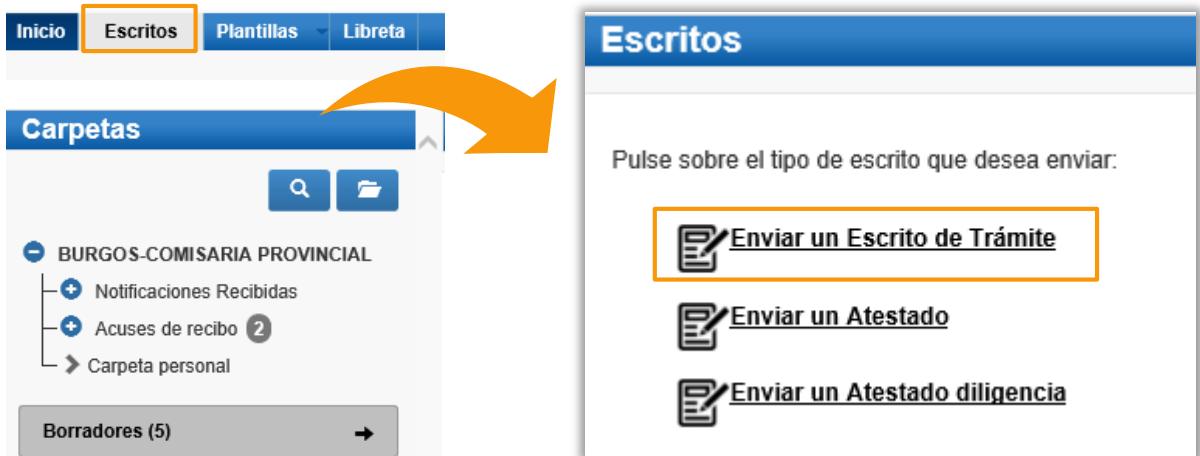 Inicio Escritos Plantillas Libreta
Carpetas
BURGOS-COMISARIA PROVINCIAL
Notificaciones Recibidas
Acuses de recibo 2
Carpeta personal
Borradores (5)
Escritos
Pulse sobre el tipo de escrito que desea enviar:
Enviar un Escrito de Trámite
Enviar un Atestado
Enviar un Atestado diligencia